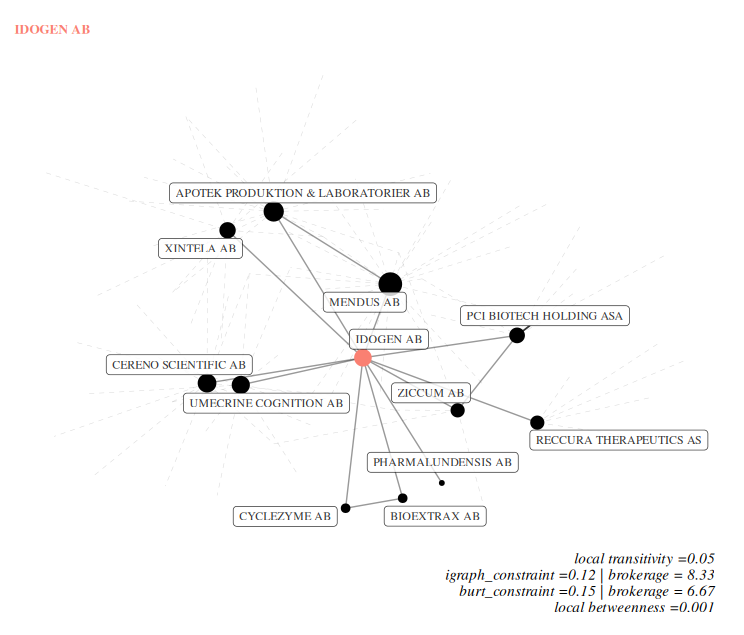 IDOGEN AB
APOTEK PRODUKTION & LABORATORIER AB
XINTELA AB
MENDUS AB
PCI BIOTECH HOLDING ASA
IDOGEN AB
CERENO SCIENTIFIC AB
ZICCUM AB
UMECRINE COGNITION AB
RECCURA THERAPEUTICS AS
PHARMALUNDENSIS AB
CYCLEZYME AB
BIOEXTRAX AB
local transitivity =0.05
igraph_constraint =0.12 | brokerage = 8.33
burt_constraint =0.15 | brokerage = 6.67
local betweenness =0.001